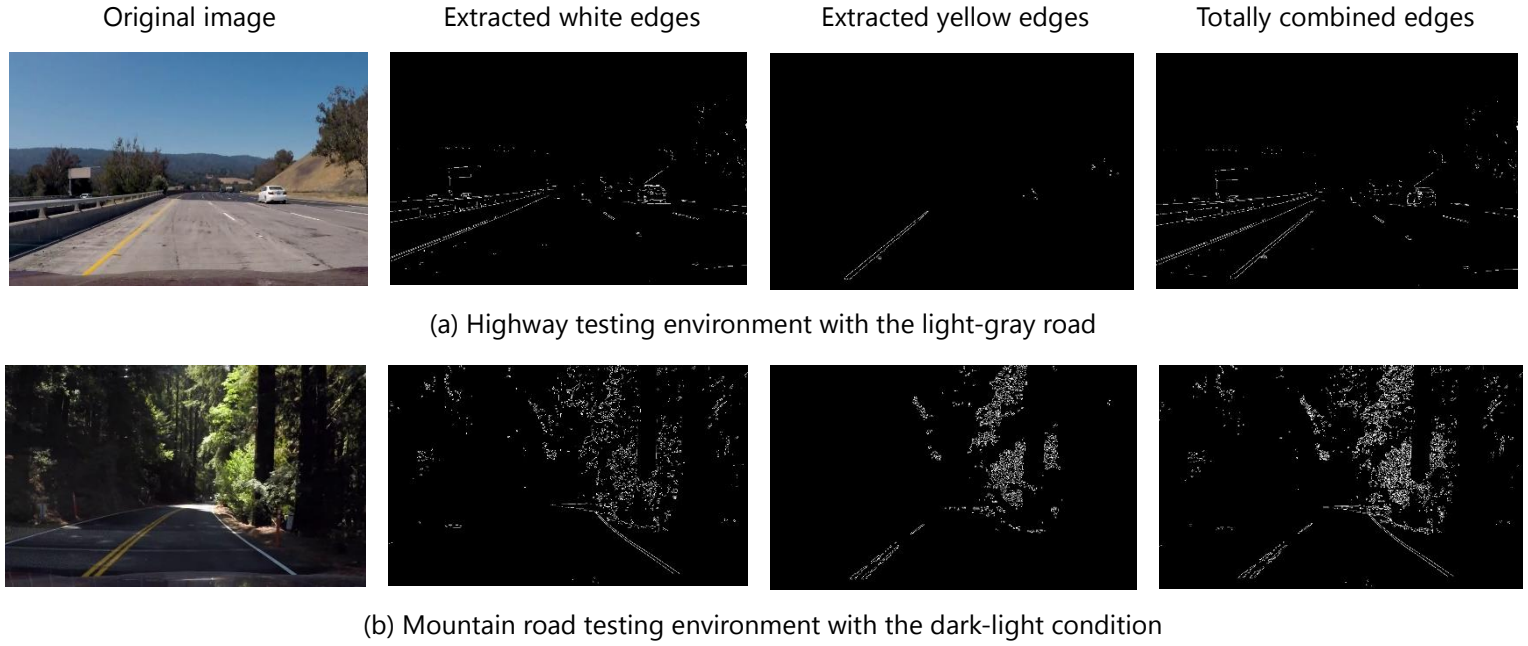 Original image
Extracted white edges
Extracted yellow edges
Totally combined edges
(a) Highway testing environment with the light-gray road
(b) Mountain road testing environment with the dark-light condition